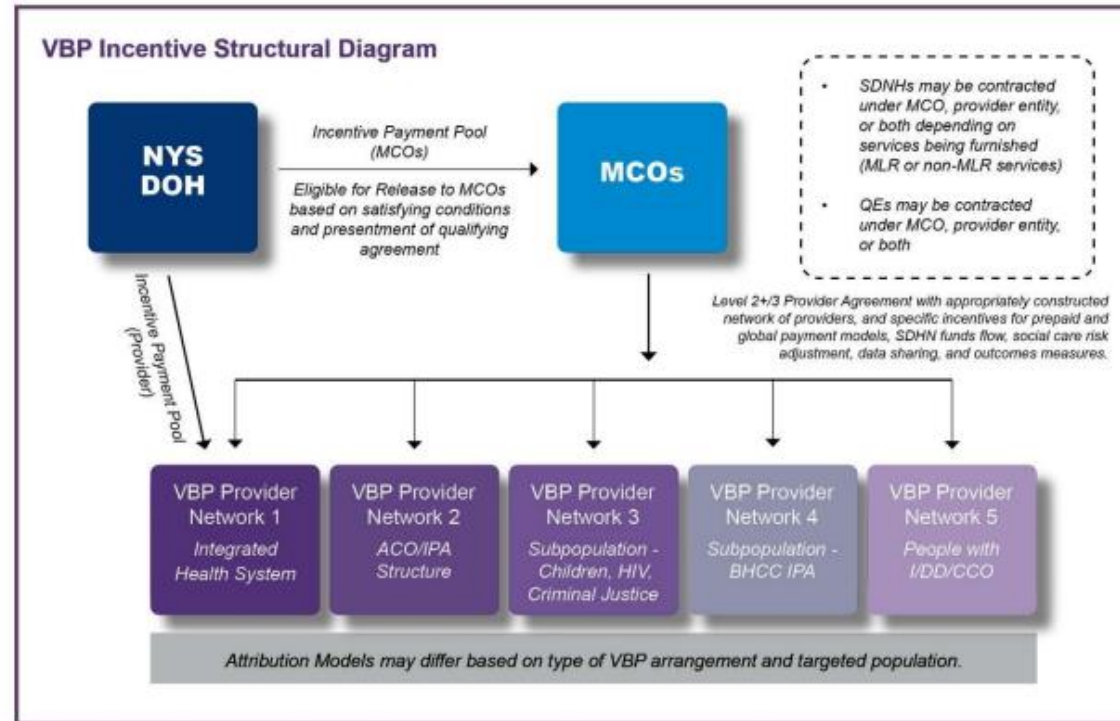 VBP Incentive Structural Diagram
NYS
DOH
Incentive Payment Pool
(MCOs)
Eligible for Release to MCOs
based on satisfying conditions
and presentment of qualifying
agreement
MCOs
• SDNHs may be contracted
under MCO, provider entity,
or both depending on
services being furnished
(MLR or non-MLR services)
• QEs may be contracted
under MCO, provider entity,
or both
Incentive Payment Pool
(Provider)
Level 2+/3 Provider Agreement with appropriately constructed
network of providers, and specific incentives for prepaid and
global payment models, SDHN funds flow, social care risk
adjustment, data sharing, and outcomes measures.
VBP Provider
Network 1
Integrated
Health System
VBP Provider
Network 2
ACO/IPA
Structure
VBP Provider
Network 3
Subpopulation -
Children, HIV,
Criminal Justice
VBP Provider
Network 4
Subpopulation -
BHCC IPA
VBP Provider
Network 5
People with
I/DD/CCO
Attribution Models may differ based on type of VBP arrangement and targeted population.